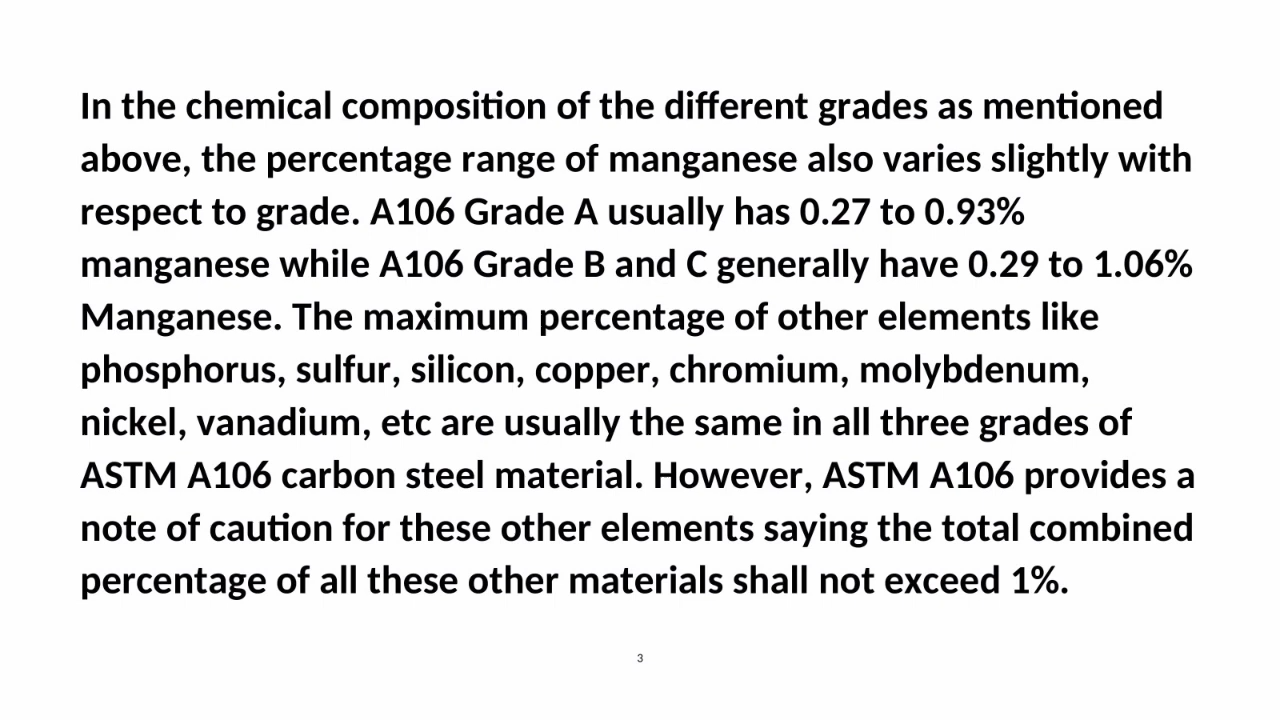 In the chemical composition of the different grades as mentioned
above, the percentage range of manganese also varies slightly with
respect to grade. A106 Grade A usually has 0.27 to 0.93%
manganese while A106 Grade B and C generally have 0.29 to 1.06%
Manganese. The maximum percentage of other elements like
phosphorus, sulfur, silicon, copper, chromium, molybdenum,
nickel, vanadium, etc are usually the same in all three grades of
ASTM A106 carbon steel material. However, ASTM A106 provides a
note of caution for these other elements saying the total combined
percentage of all these other materials shall not exceed 1%.
3